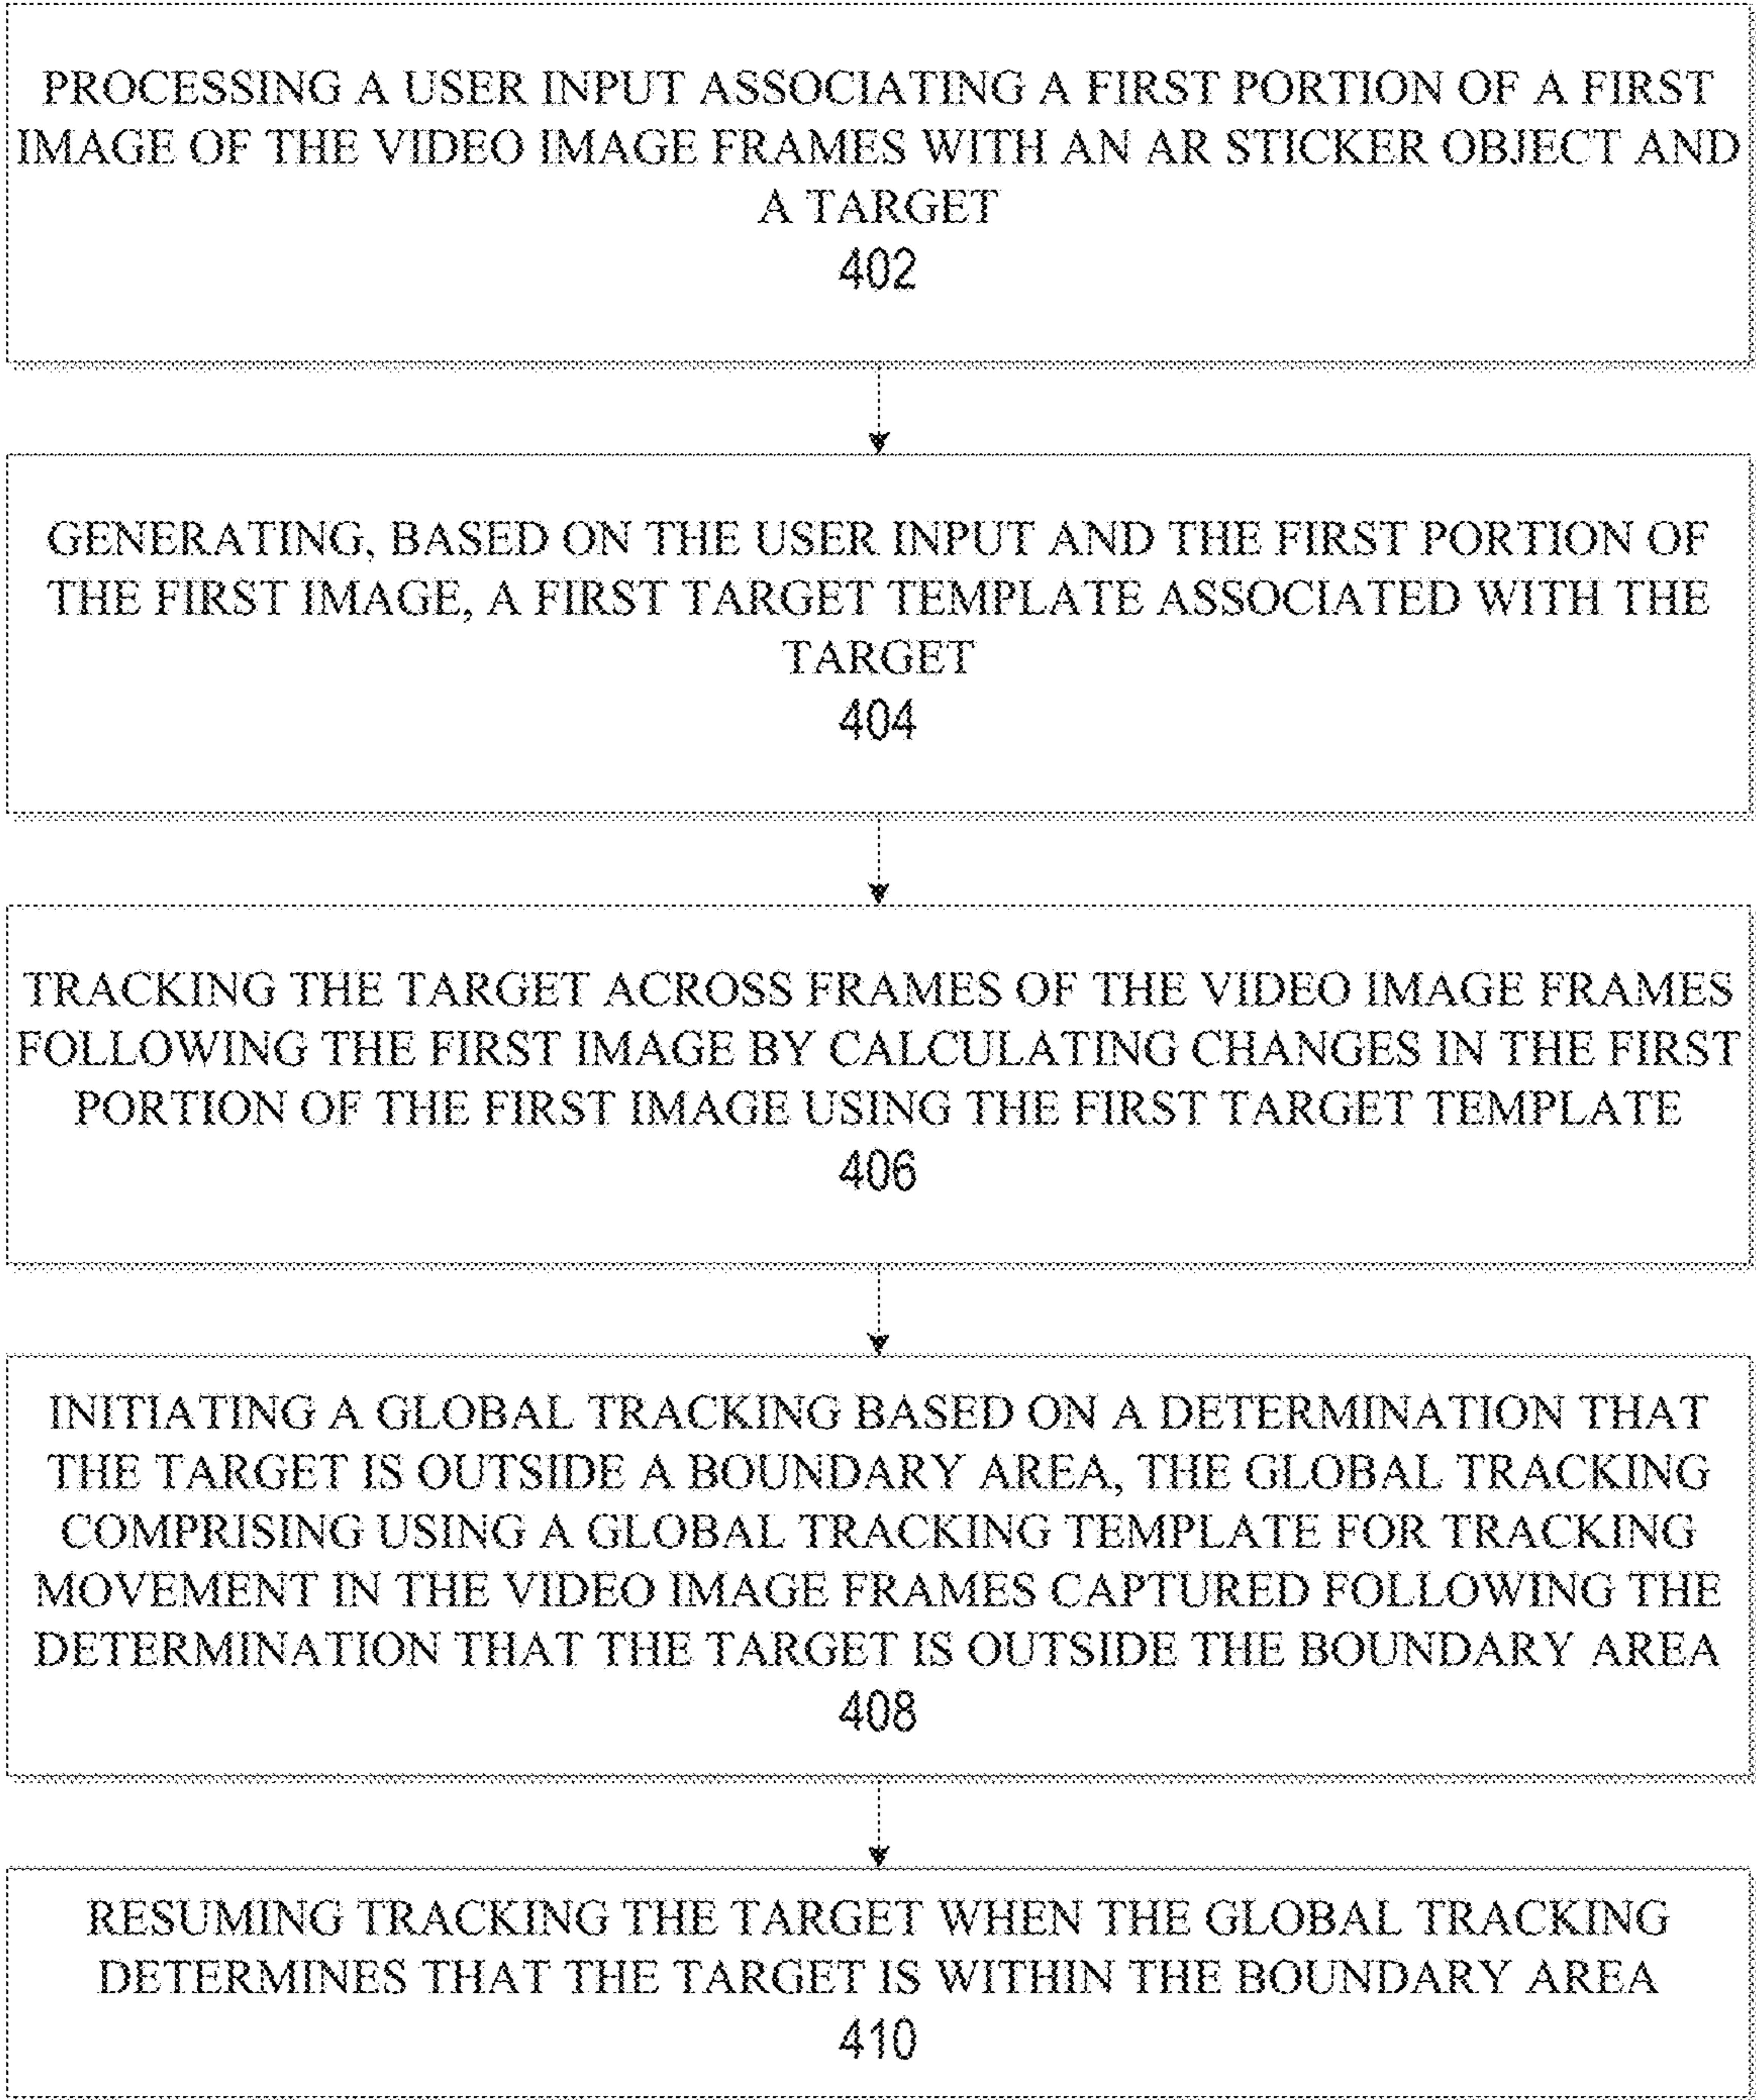 PROCESSING A USER INPUT ASSOCIATING A FIRST PORTION OF A FIRST
IMAGE OF THE VIDEO IMAGE FRAMES WITH AN AR STICKER OBJECT AND
A TARGET
402
GENERATING, BASED ON THE USER INPUT AND THE FIRST PORTION OF
THE FIRST IMAGE, A FIRST TARGET TEMPLATE ASSOCIATED WITH THE
TARGET
404
TRACKING THE TARGET ACROSS FRAMES OF THE VIDEO IMAGE FRAMES
FOLLOWING THE FIRST IMAGE BY CALCULATING CHANGES IN THE FIRST
PORTION OF THE FIRST IMAGE USING THE FIRST TARGET TEMPLATE
406
INITIATING A GLOBAL TRACKING BASED ON A DETERMINATION THAT
THE TARGET IS OUTSIDE A BOUNDARY AREA, THE GLOBAL TRACKING
COMPRISING USING A GLOBAL TRACKING TEMPLATE FOR TRACKING
MOVEMENT IN THE VIDEO IMAGE FRAMES CAPTURED FOLLOWING THE
DETERMINATION THAT THE TARGET IS OUTSIDE THE BOUNDARY AREA
408
RESUMING TRACKING THE TARGET WHEN THE GLOBAL TRACKING
DETERMINES THAT THE TARGET IS WITHIN THE BOUNDARY AREA
410